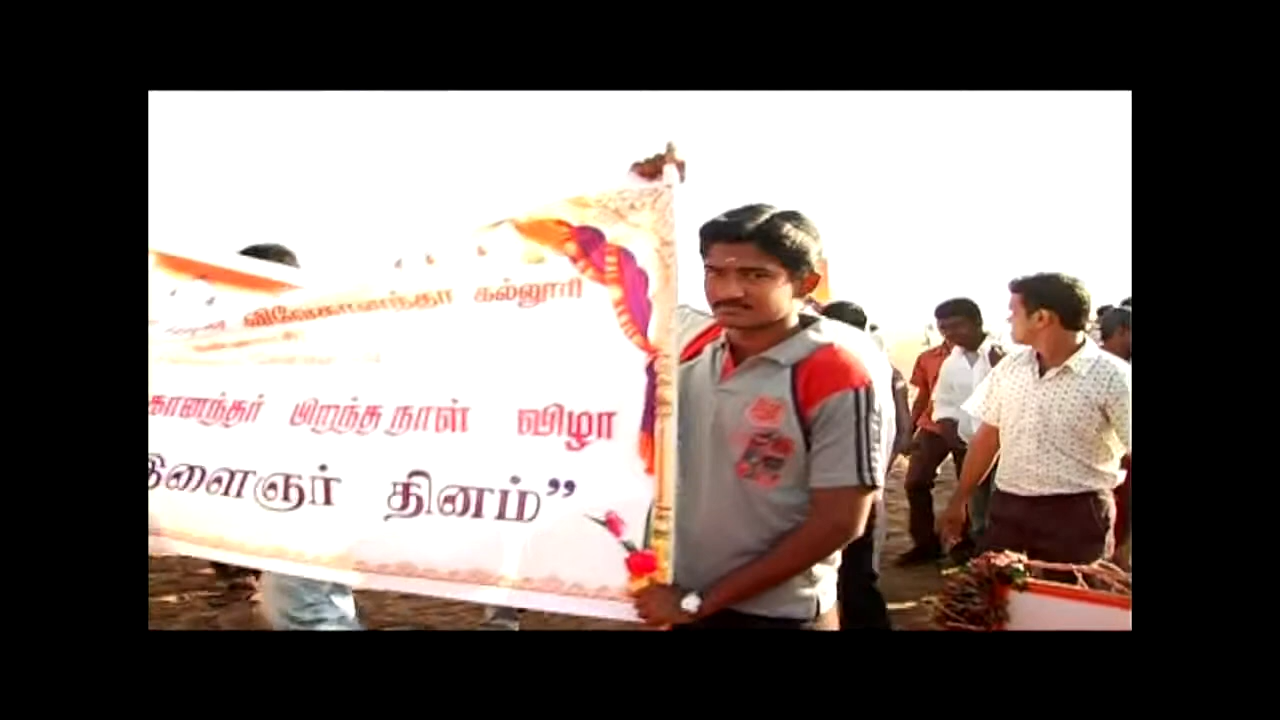 விவேகானந்தா கல்லூரி
கானந்தர் பிறந்த நாள் விழா
இளைஞர் தினம்”